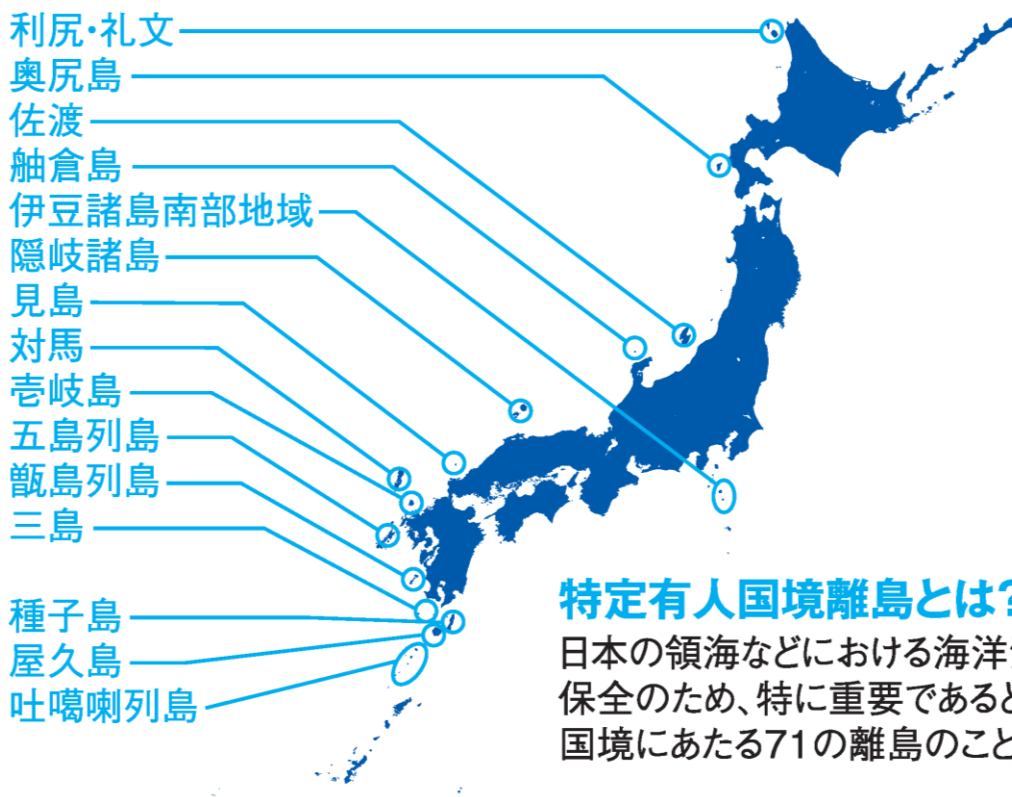 利尻・礼文
奥尻島
佐渡
舳倉島
伊豆諸島南部地域
隠岐諸島
見島
対馬
壱岐島
五島列島
甑島列島
三島
種子島
屋久島
吐噶喇列島
特定有人国境離島とは?
日本の領海などにおける海洋
保全のため、特に重要であると
国境にあたる71の離島のこと